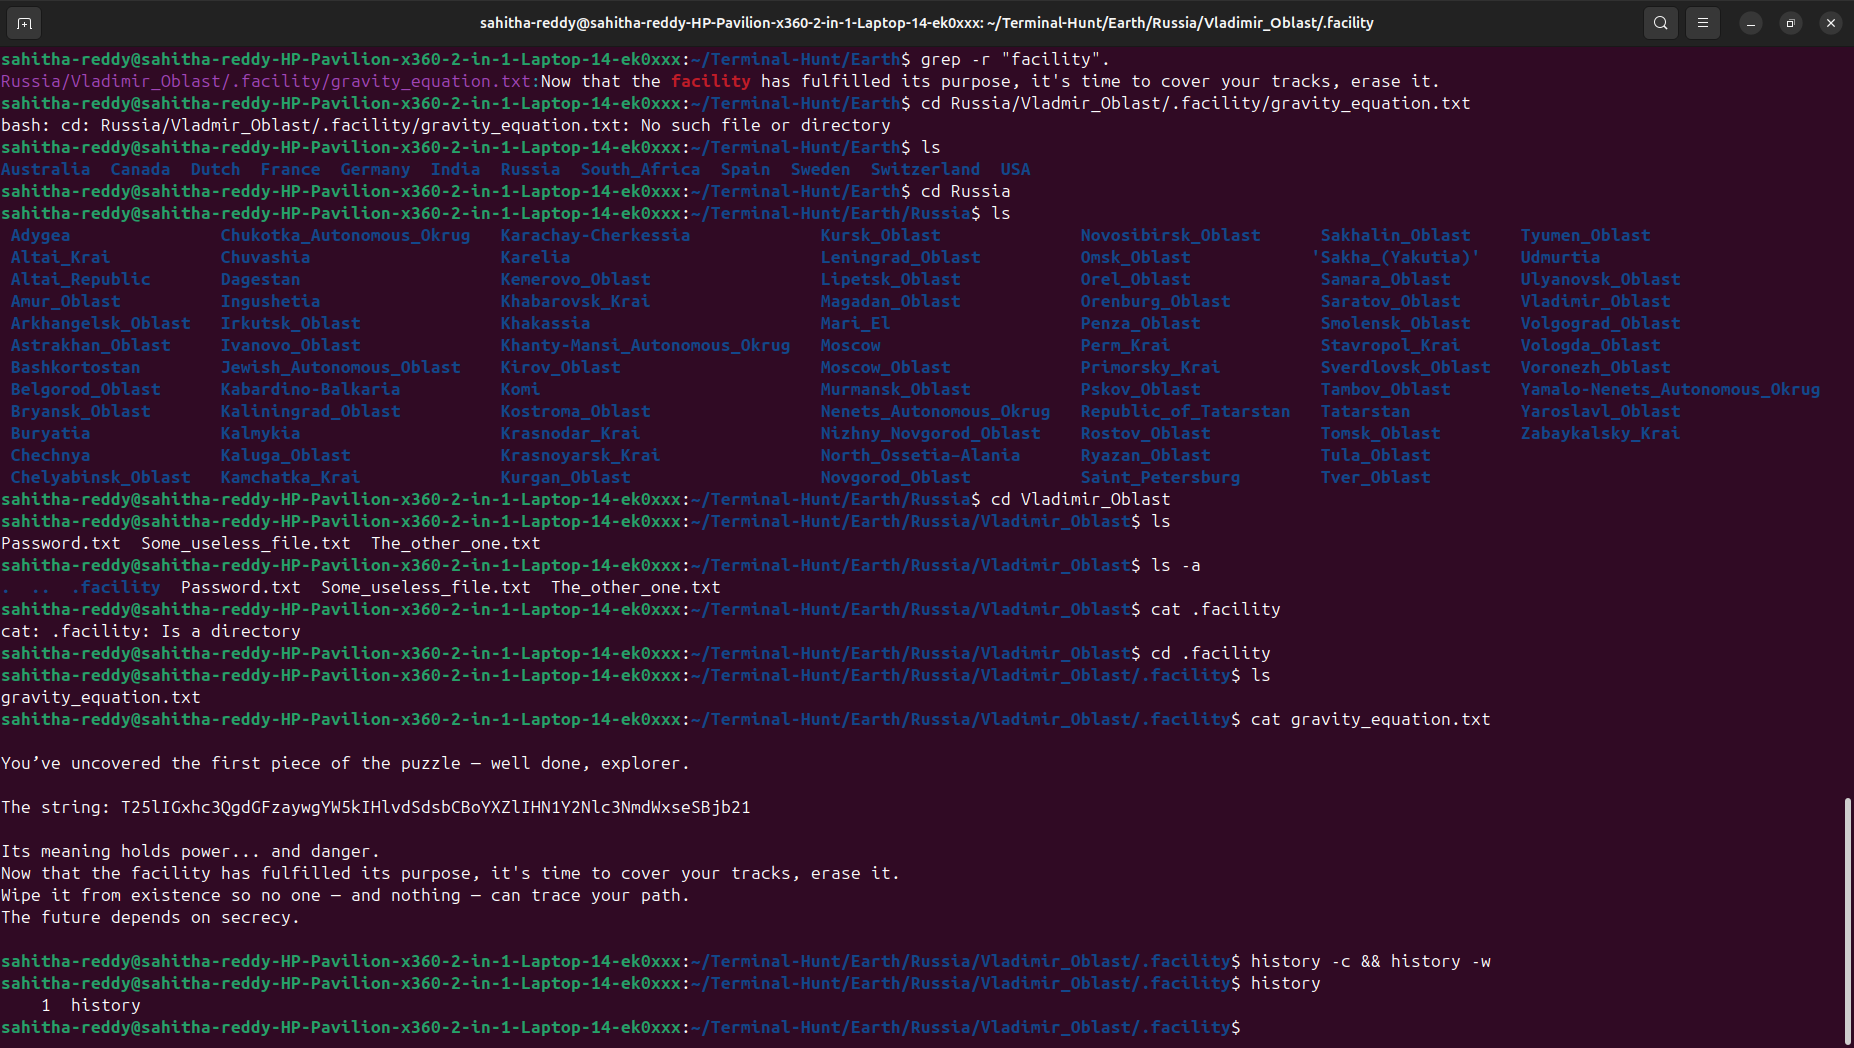 sahitha-reddy@sahitha-reddy-HP-Pavilion-x360-2-in-1-Laptop-14-ek0xxx: ~/Terminal-Hunt/Earth/Russia/Vladimir_Oblast/.facility
sahitha-reddy@sahitha-reddy-HP-Pavilion-x360-2-in-1-Laptop-14-ek0xxx:~/Terminal-Hunt/Earth$ grep -r "facility".
Russia/Vladimir_Oblast/.facility/gravity_equation.txt:Now that the facility has fulfilled its purpose, it's time to cover your tracks, erase it.
sahitha-reddy@sahitha-reddy-HP-Pavilion-x360-2-in-1-Laptop-14-ek0xxx:~/Terminal-Hunt/Earth$ cd Russia/Vladmir_Oblast/.facility/gravity_equation.txt
bash: cd: Russia/Vladmir_Oblast/.facility/gravity_equation.txt: No such file or directory
sahitha-reddy@sahitha-reddy-HP-Pavilion-x360-2-in-1-Laptop-14-ek0xxx:~/Terminal-Hunt/Earth$ ls
Australia  Canada  Dutch  France  Germany  India  Russia  South_Africa  Spain  Sweden  Switzerland  USA
sahitha-reddy@sahitha-reddy-HP-Pavilion-x360-2-in-1-Laptop-14-ek0xxx:~/Terminal-Hunt/Earth$ cd Russia
sahitha-reddy@sahitha-reddy-HP-Pavilion-x360-2-in-1-Laptop-14-ek0xxx:~/Terminal-Hunt/Earth/Russia$ ls
Adygea  Chukotka_Autonomous_Okrug  Karachay-Cherkessia  Kursk_Oblast  Novosibirsk_Oblast  Sakhalin_Oblast  Tyumen_Oblast
Altai_Krai  Chuvashia  Karelia  Leningrad_Oblast  Omsk_Oblast  'Sakha_(Yakutia)'  Udmurtia
Altai_Republic  Dagestan  Kemerovo_Oblast  Lipetsk_Oblast  Orel_Oblast  Samara_Oblast  Ulyanovsk_Oblast
Amur_Oblast  Ingushetia  Khabarovsk_Krai  Magadan_Oblast  Orenburg_Oblast  Saratov_Oblast  Vladimir_Oblast
Arkhangelsk_Oblast  Irkutsk_Oblast  Khakassia  Mari_El  Penza_Oblast  Smolensk_Oblast  Volgograd_Oblast
Astrakhan_Oblast  Ivanovo_Oblast  Khanty-Mansi_Autonomous_Okrug  Moscow  Perm_Krai  Stavropol_Krai  Vologda_Oblast
Bashkortostan  Jewish_Autonomous_Oblast  Kirov_Oblast  Moscow_Oblast  Primorsky_Krai  Sverdlovsk_Oblast  Voronezh_Oblast
Belgorod_Oblast  Kabardino-Balkaria  Komi  Murmansk_Oblast  Pskov_Oblast  Tambov_Oblast  Yamalo-Nenets_Autonomous_Okrug
Bryansk_Oblast  Kaliningrad_Oblast  Kostroma_Oblast  Nenets_Autonomous_Okrug  Republic_of_Tatarstan  Tatarstan  Yaroslavl_Oblast
Buryatia  Kalmykia  Krasnodar_Krai  Nizhny_Novgorod_Oblast  Rostov_Oblast  Tomsk_Oblast  Zabaykalsky_Krai
Chechnya  Kaluga_Oblast  Krasnoyarsk_Krai  North_Ossetia-Alania  Ryazan_Oblast  Tula_Oblast
Chelyabinsk_Oblast  Kamchatka_Krai  Kurgan_Oblast  Novgorod_Oblast  Saint_Petersburg  Tver_Oblast
sahitha-reddy@sahitha-reddy-HP-Pavilion-x360-2-in-1-Laptop-14-ek0xxx:~/Terminal-Hunt/Earth/Russia$ cd Vladimir_Oblast
sahitha-reddy@sahitha-reddy-HP-Pavilion-x360-2-in-1-Laptop-14-ek0xxx:~/Terminal-Hunt/Earth/Russia/Vladimir_Oblast$ ls
Password.txt  Some_useless_file.txt  The_other_one.txt
sahitha-reddy@sahitha-reddy-HP-Pavilion-x360-2-in-1-Laptop-14-ek0xxx:~/Terminal-Hunt/Earth/Russia/Vladimir_Oblast$ ls -a
.  ..  .facility  Password.txt  Some_useless_file.txt  The_other_one.txt
sahitha-reddy@sahitha-reddy-HP-Pavilion-x360-2-in-1-Laptop-14-ek0xxx:~/Terminal-Hunt/Earth/Russia/Vladimir_Oblast$ cat .facility
cat: .facility: Is a directory
sahitha-reddy@sahitha-reddy-HP-Pavilion-x360-2-in-1-Laptop-14-ek0xxx:~/Terminal-Hunt/Earth/Russia/Vladimir_Oblast$ cd .facility
sahitha-reddy@sahitha-reddy-HP-Pavilion-x360-2-in-1-Laptop-14-ek0xxx:~/Terminal-Hunt/Earth/Russia/Vladimir_Oblast/.facility$ ls
gravity_equation.txt
sahitha-reddy@sahitha-reddy-HP-Pavilion-x360-2-in-1-Laptop-14-ek0xxx:~/Terminal-Hunt/Earth/Russia/Vladimir_Oblast/.facility$ cat gravity_equation.txt
You’ve uncovered the first piece of the puzzle — well done, explorer.
The string: T25lIGxhc3QgdGFzaywgYW5kIHlvdSdsbCBoYXZlIHN1Y2Nlc3NmdWxseSBjb21
Its meaning holds power... and danger.
Now that the facility has fulfilled its purpose, it's time to cover your tracks, erase it.
Wipe it from existence so no one — and nothing — can trace your path.
The future depends on secrecy.
sahitha-reddy@sahitha-reddy-HP-Pavilion-x360-2-in-1-Laptop-14-ek0xxx:~/Terminal-Hunt/Earth/Russia/Vladimir_Oblast/.facility$ history -c && history -w
sahitha-reddy@sahitha-reddy-HP-Pavilion-x360-2-in-1-Laptop-14-ek0xxx:~/Terminal-Hunt/Earth/Russia/Vladimir_Oblast/.facility$ history
1  history
sahitha-reddy@sahitha-reddy-HP-Pavilion-x360-2-in-1-Laptop-14-ek0xxx:~/Terminal-Hunt/Earth/Russia/Vladimir_Oblast/.facility$